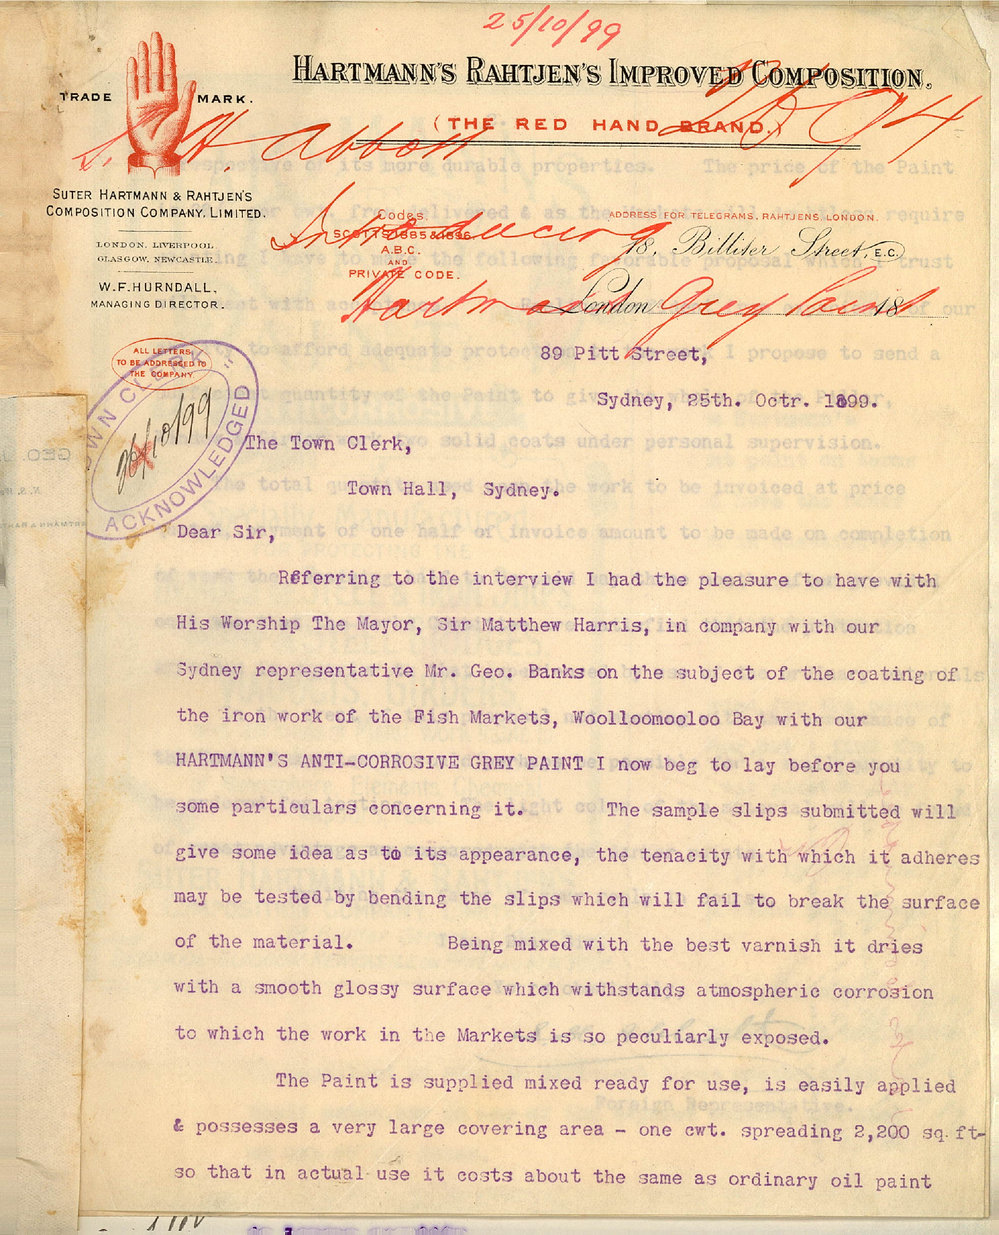 25/10/99
HARTMANN'S RAHTJEN'S IMPROVED COMPOSITION.
TRADE MARK.
(THE RED HAND BRAND.)
94
S. H. Abbott
SUTER HARTMANN & RAHTJEN'S
COMPOSITION COMPANY, LIMITED.
LONDON, LIVERPOOL,
GLASGOW, NEWCASTLE.
W. F. HURNDALL,
MANAGING DIRECTOR.
Codes.
SCOTTS 1885 & 1896
A.B.C.
AND
PRIVATE CODE.
ADDRESS FOR TELEGRAMS, RAHTJENS, LONDON.
18, Billiter Street, E.C.
London 18
Introducing
Hartmann Grey Paint
ALL LETTERS
TO BE ADDRESSED TO
THE COMPANY.
TOWN CLERK
26/10/99
ACKNOWLEDGED
89 Pitt Street,
Sydney, 25th. Octr. 1899.
The Town Clerk,
Town Hall, Sydney.
Dear Sir,
Referring to the interview I had the pleasure to have with
His Worship The Mayor, Sir Matthew Harris, in company with our
Sydney representative Mr. Geo. Banks on the subject of the coating of
the iron work of the Fish Markets, Woolloomooloo Bay with our
HARTMANN'S ANTI-CORROSIVE GREY PAINT I now beg to lay before you
some particulars concerning it. The sample slips submitted will
give some idea as to its appearance, the tenacity with which it adheres
may be tested by bending the slips which will fail to break the surface
of the material. Being mixed with the best varnish it dries
with a smooth glossy surface which withstands atmospheric corrosion
to which the work in the Markets is so peculiarly exposed.
The Paint is supplied mixed ready for use, is easily applied
& possesses a very large covering area - one cwt. spreading 2,200 sq. ft-
so that in actual use it costs about the same as ordinary oil paint